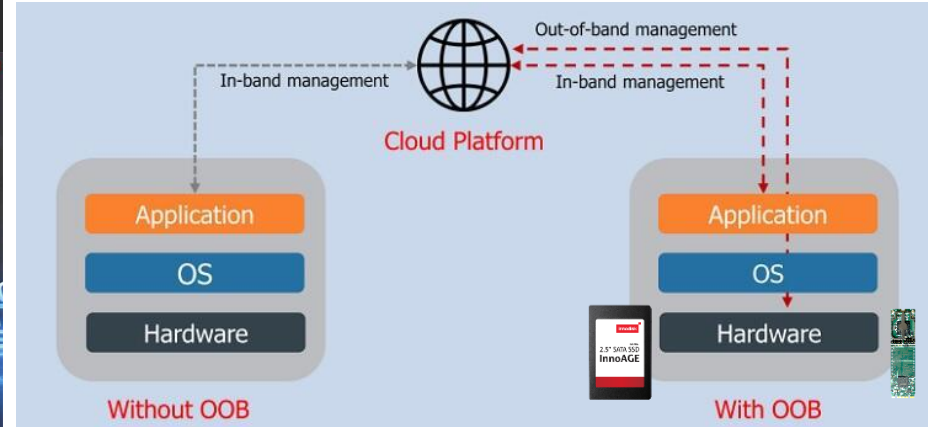 Out-of-band management
In-band management
In-band management
Cloud Platform
Application
OS
Hardware
Without OOB
Application
OS
Hardware
With OOB
innodisk
2.5" SATA SSD
InnoAGE